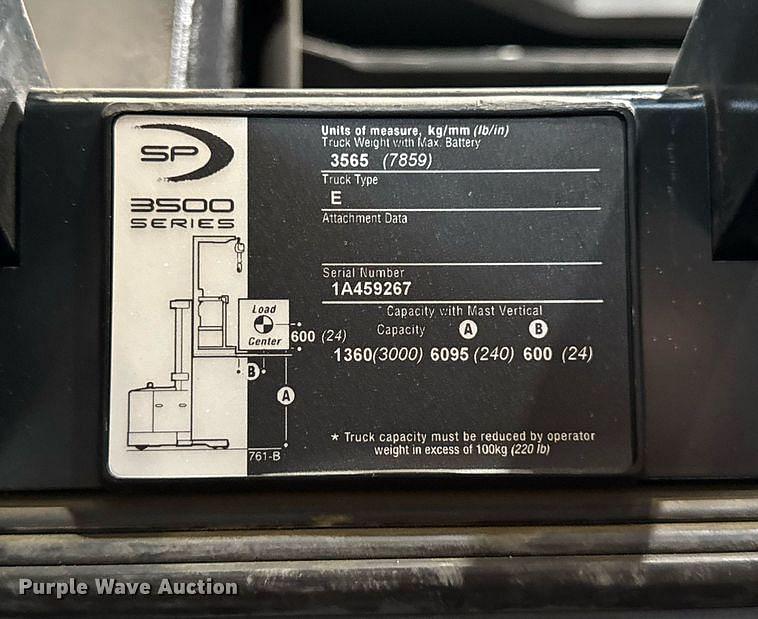 SP
3500
SERIES
Load
Center
600 (24)
B
A
761-B
Units of measure, kg/mm (lb/in)
Truck Weight with Max. Battery
3565 (7859)
Truck Type
E
Attachment Data
Serial Number
1A459267
Capacity with Mast Vertical
Capacity A B
1360(3000) 6095 (240) 600 (24)
* Truck capacity must be reduced by operator
weight in excess of 100kg (220 lb)
Purple Wave Auction